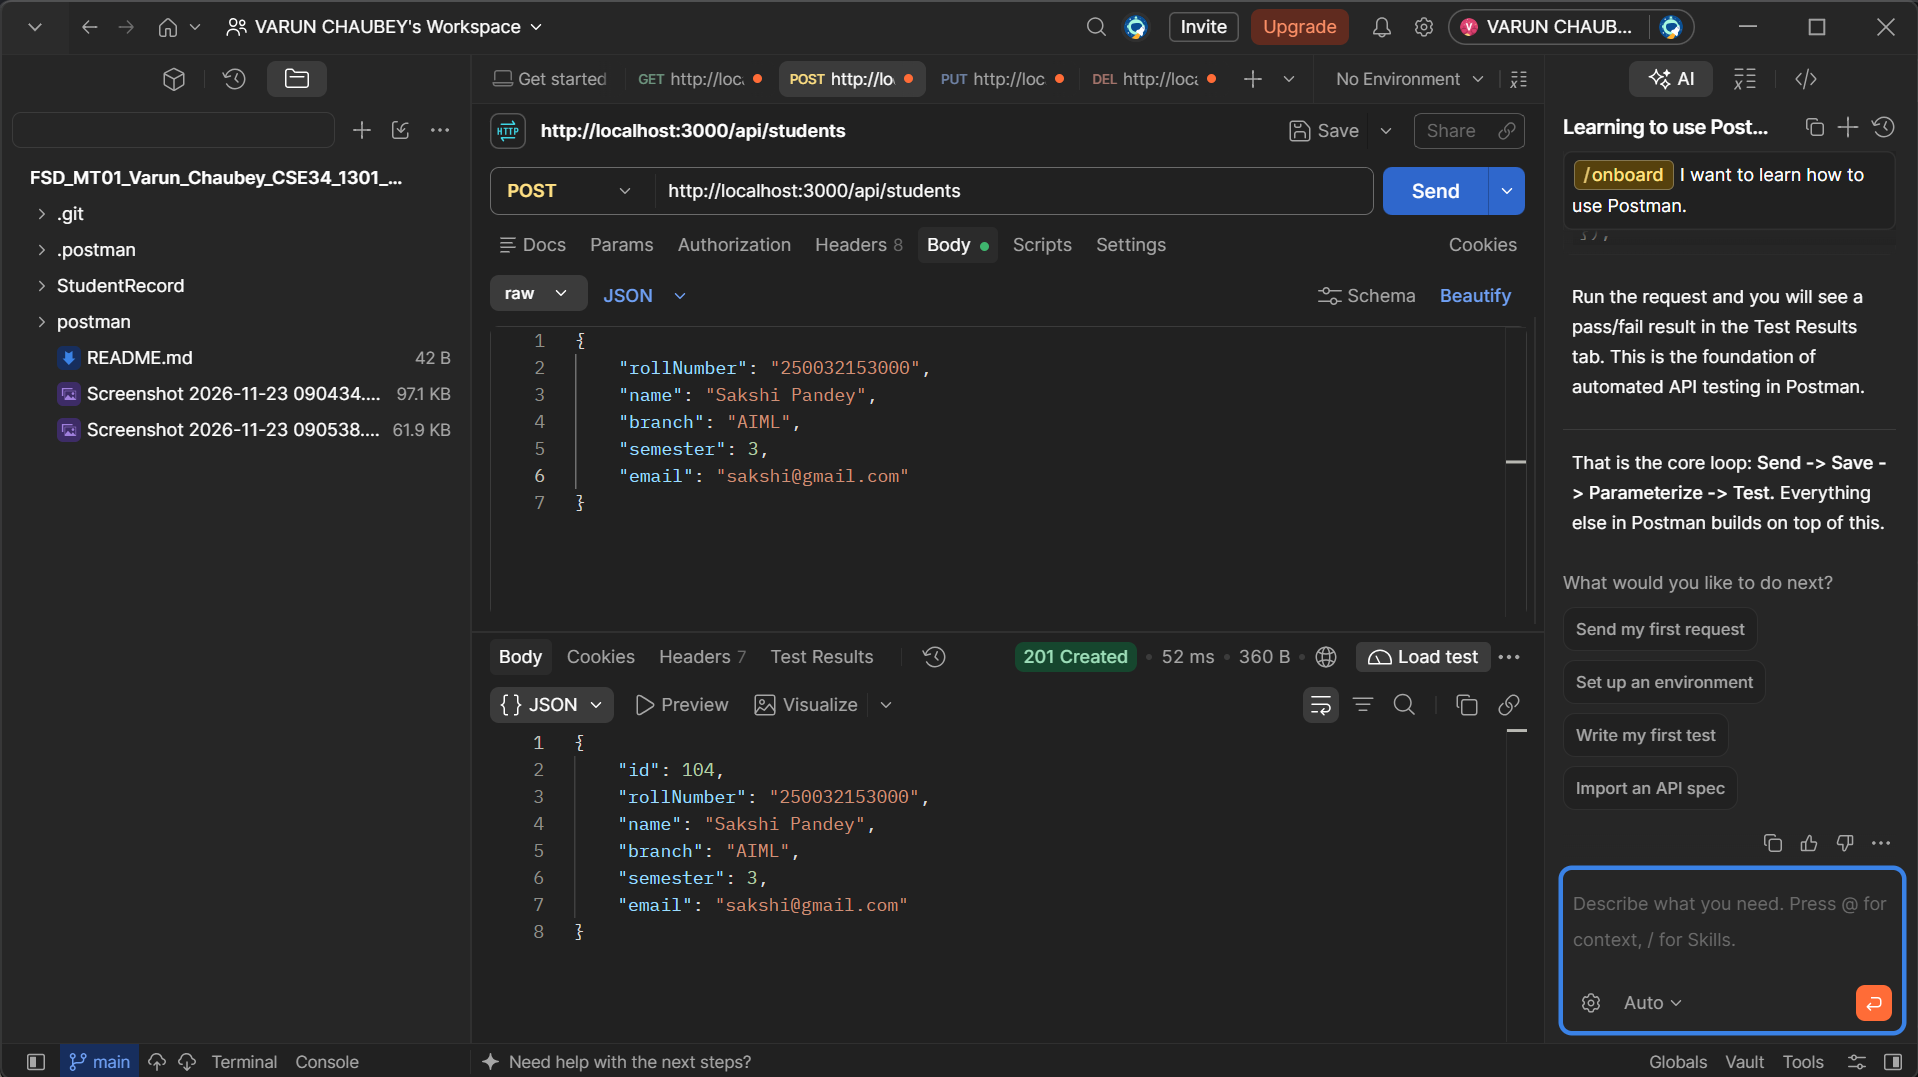 VARUN CHAUBEY's Workspace
Invite
Upgrade
V
VARUN CHAUB...
Get started
GET http://loc
POST http://lo
PUT http://loc
DEL http://loca
No Environment
AI
FSD_MT01_Varun_Chaubey_CSE34_1301_...
.git
.postman
StudentRecord
postman
README.md 42 B
Screenshot 2026-11-23 090434.... 97.1 KB
Screenshot 2026-11-23 090538.... 61.9 KB
HTTP http://localhost:3000/api/students
Save
Share
POST http://localhost:3000/api/students
Send
Docs Params Authorization Headers 8 Body Scripts Settings Cookies
raw JSON Schema Beautify
1 {
2 "rollNumber": "250032153000",
3 "name": "Sakshi Pandey",
4 "branch": "AIML",
5 "semester": 3,
6 "email": "sakshi@gmail.com"
7 }
Body Cookies Headers 7 Test Results 201 Created 52 ms 360 B Load test
{} JSON Preview Visualize
1 {
2 "id": 104,
3 "rollNumber": "250032153000",
4 "name": "Sakshi Pandey",
5 "branch": "AIML",
6 "semester": 3,
7 "email": "sakshi@gmail.com"
8 }
Learning to use Post...
/onboard I want to learn how to
use Postman.
Run the request and you will see a
pass/fail result in the Test Results
tab. This is the foundation of
automated API testing in Postman.
That is the core loop: Send -> Save -
> Parameterize -> Test. Everything
else in Postman builds on top of this.
What would you like to do next?
Send my first request
Set up an environment
Write my first test
Import an API spec
Describe what you need. Press @ for
context, / for Skills.
Auto
main Terminal Console Need help with the next steps? Globals Vault Tools